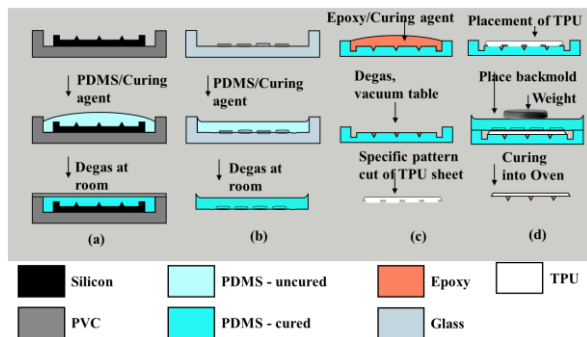 PDMS/Curing
agent
Degas at
room
(a)
PDMS/Curing
agent
Degas at
room
(b)
Epoxy/Curing agent
Degas,
vacuum table
Specific pattern
cut of TPU sheet
(c)
Placement of TPU
Place backmold
Weight
Curing
into Oven
(d)
Silicon
PDMS - uncured
Epoxy
TPU
PVC
PDMS - cured
Glass